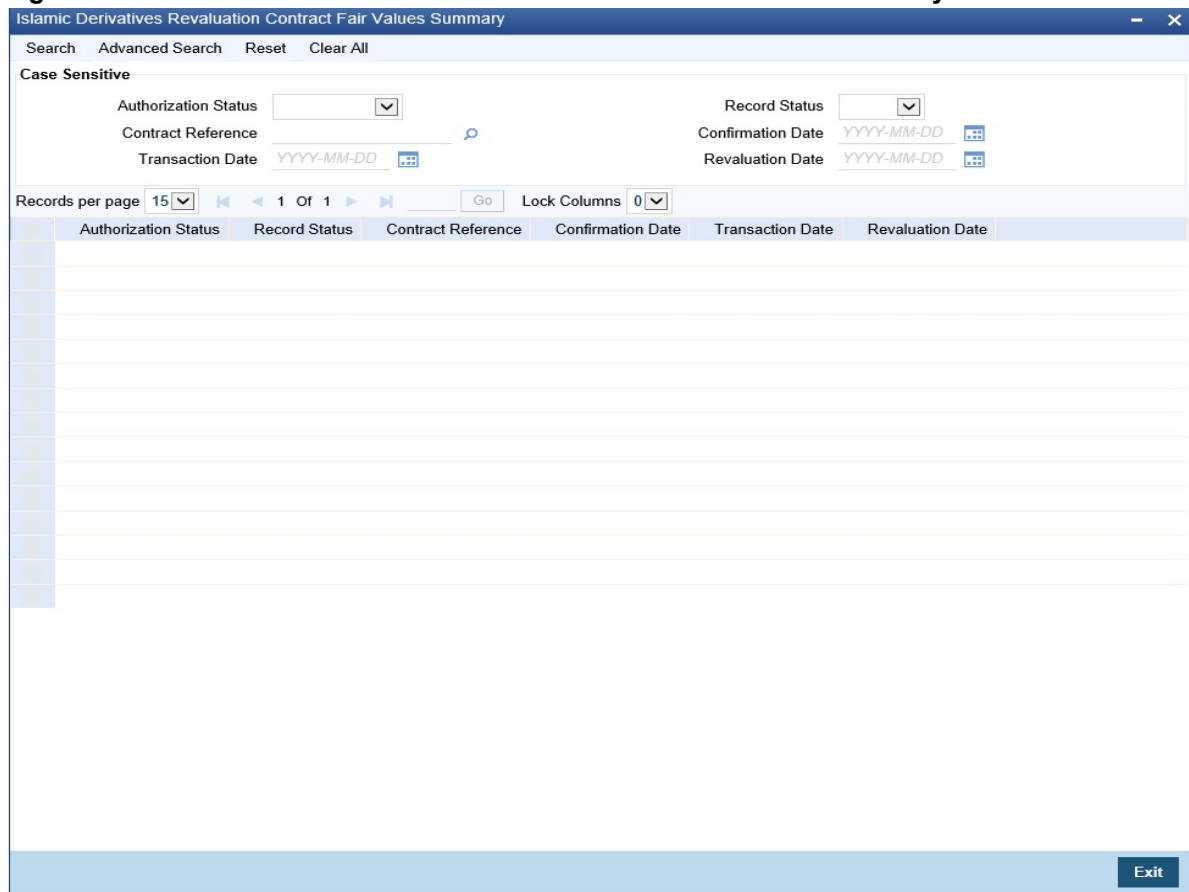 Islamic Derivatives Revaluation Contract Fair Values Summary
Search Advanced Search Reset Clear All
Case Sensitive
Authorization Status Record Status
Contract Reference Confirmation Date YYYY-MM-DD
Transaction Date YYYY-MM-DD Revaluation Date YYYY-MM-DD
Records per page 15 1 Of 1 Go Lock Columns 0
Authorization Status Record Status Contract Reference Confirmation Date Transaction Date Revaluation Date
Exit